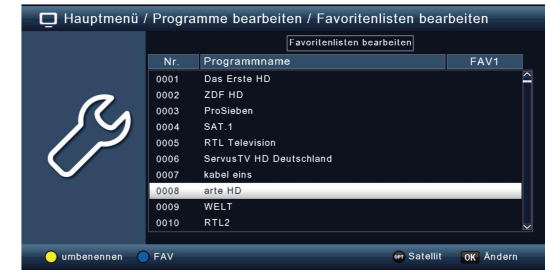 Hauptmenü / Programme bearbeiten / Favoritenlisten bearbeiten
Favoritenlisten bearbeiten
Nr. Programmname FAV1
0001 Das Erste HD
0002 ZDF HD
0003 ProSieben
0004 SAT.1
0005 RTL Television
0006 ServusTV HD Deutschland
0007 kabel eins
0008 arte HD
0009 WELT
0010 RTL2
umbenennen FAV OPT Satellit OK Ändern